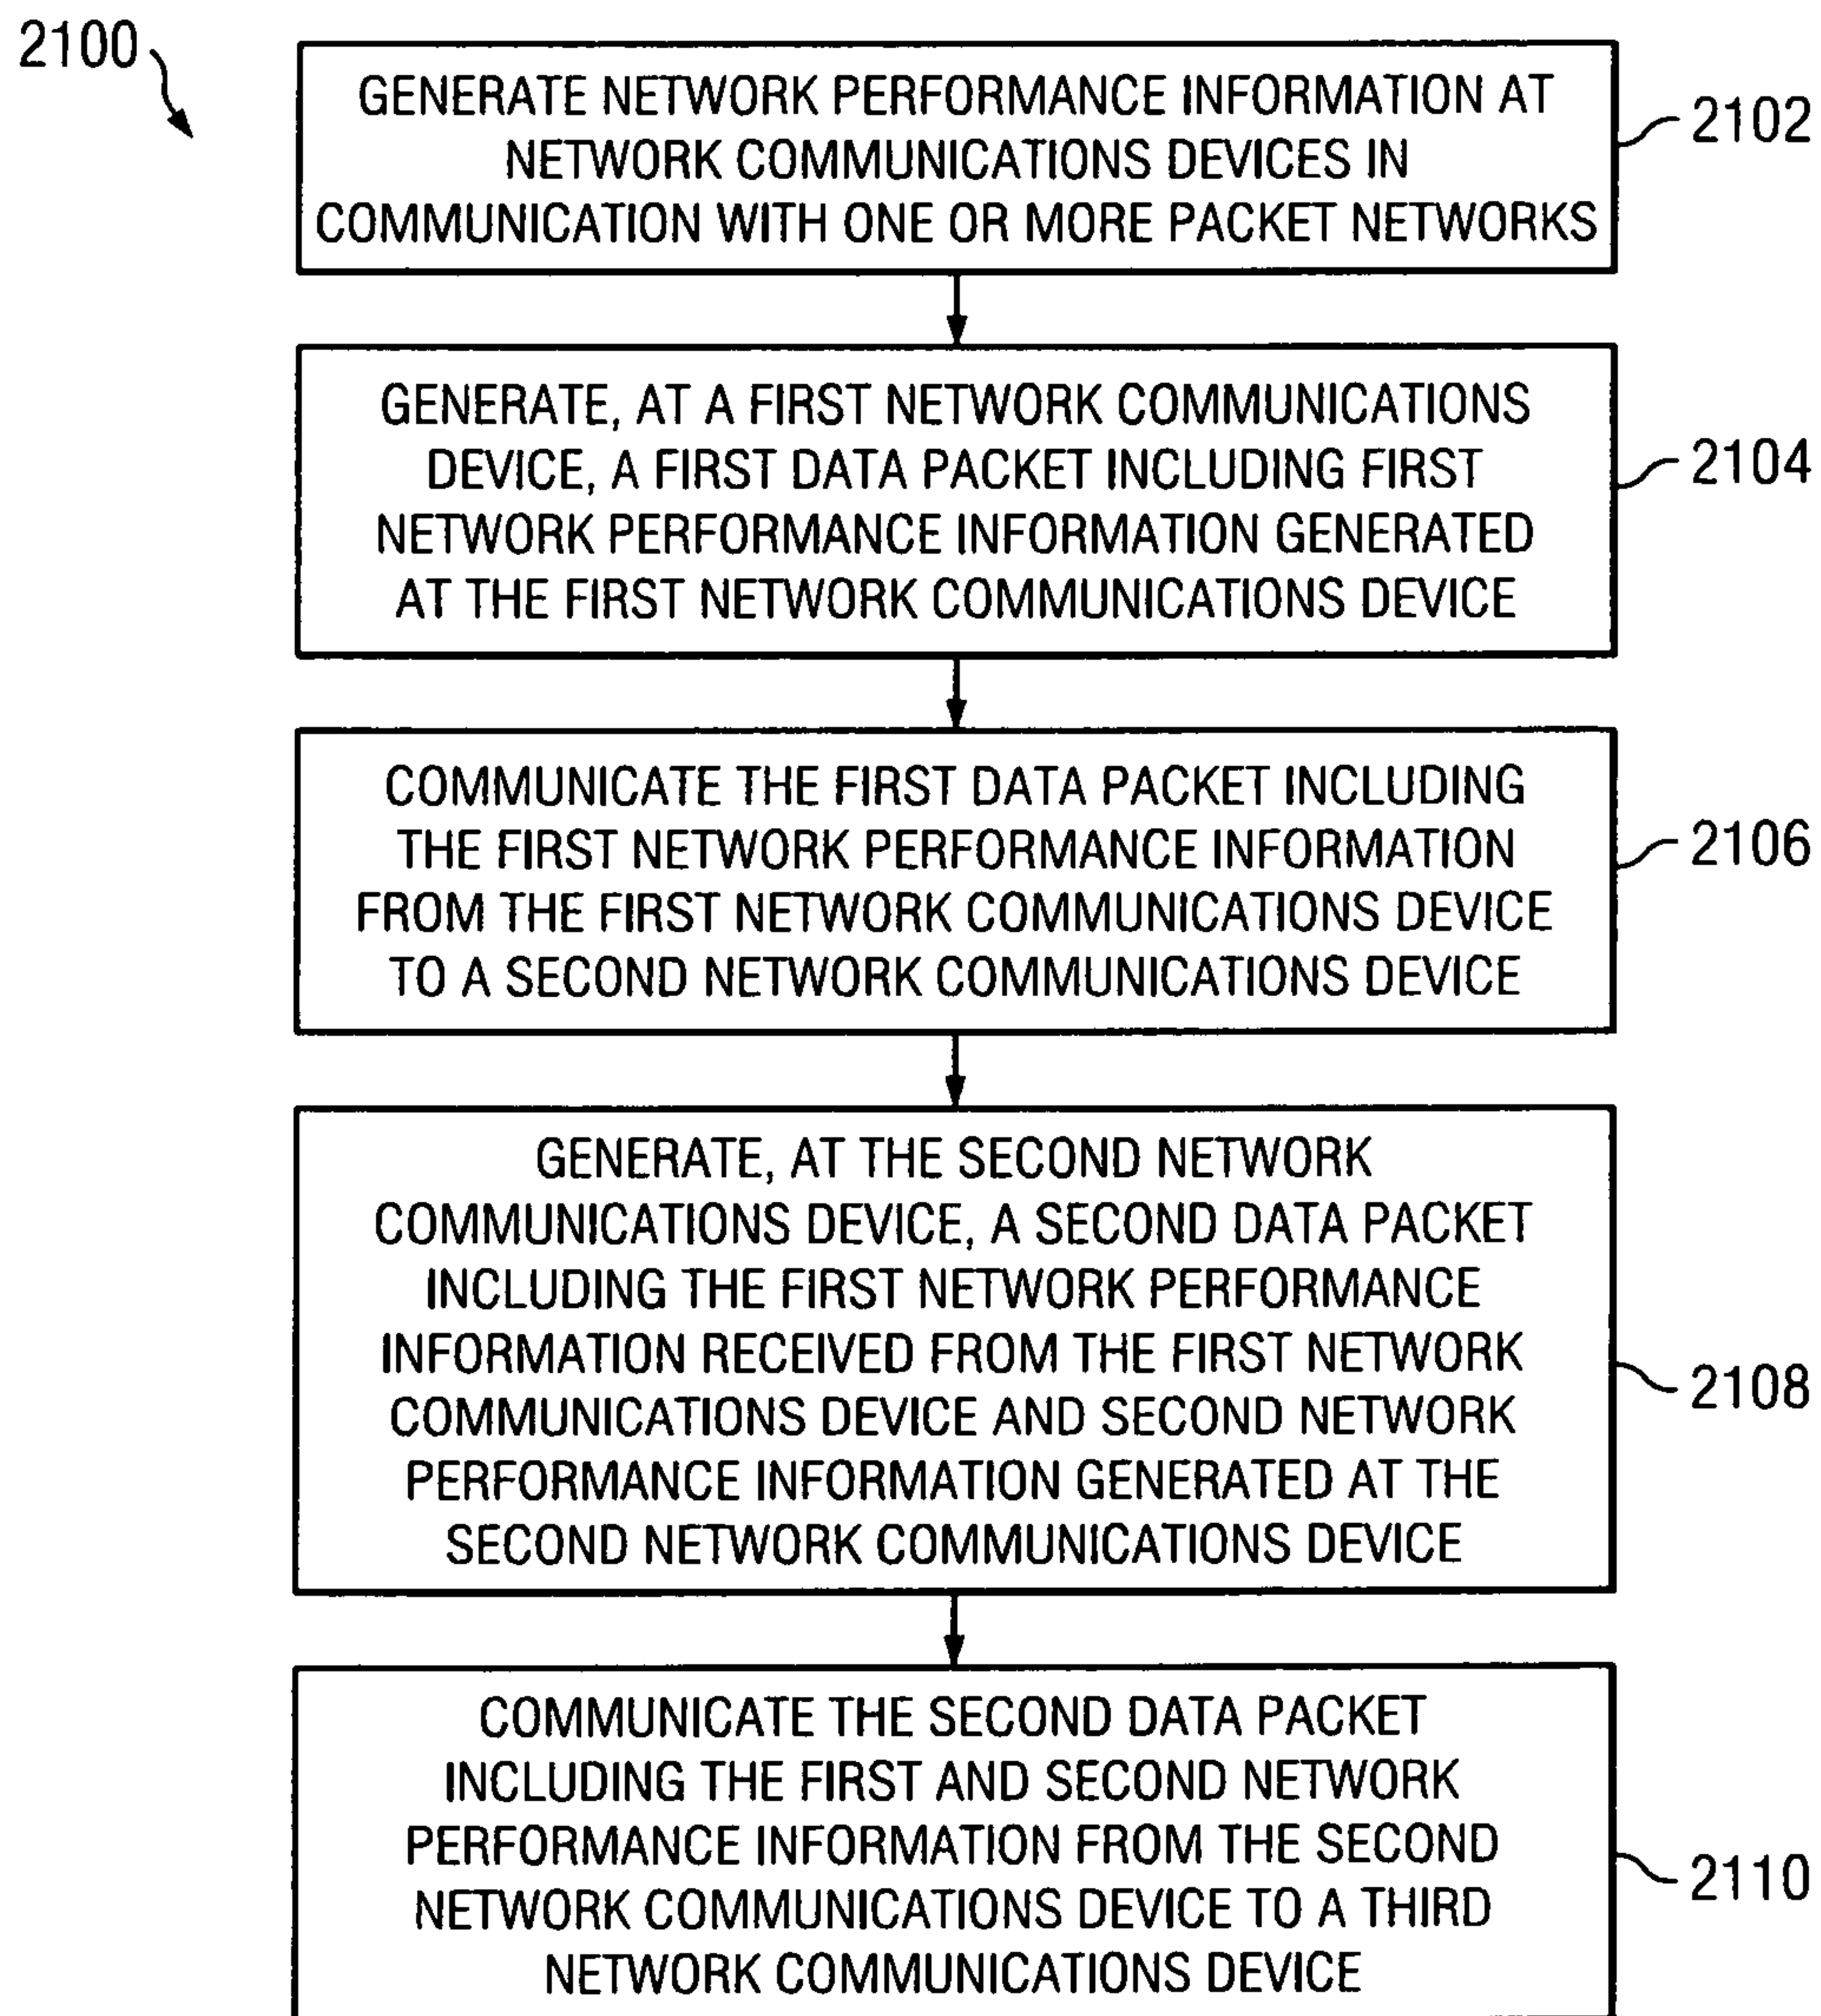 2100
GENERATE NETWORK PERFORMANCE INFORMATION AT
NETWORK COMMUNICATIONS DEVICES IN
COMMUNICATION WITH ONE OR MORE PACKET NETWORKS
2102
GENERATE, AT A FIRST NETWORK COMMUNICATIONS
DEVICE, A FIRST DATA PACKET INCLUDING FIRST
NETWORK PERFORMANCE INFORMATION GENERATED
AT THE FIRST NETWORK COMMUNICATIONS DEVICE
2104
COMMUNICATE THE FIRST DATA PACKET INCLUDING
THE FIRST NETWORK PERFORMANCE INFORMATION
FROM THE FIRST NETWORK COMMUNICATIONS DEVICE
TO A SECOND NETWORK COMMUNICATIONS DEVICE
2106
GENERATE, AT THE SECOND NETWORK
COMMUNICATIONS DEVICE, A SECOND DATA PACKET
INCLUDING THE FIRST NETWORK PERFORMANCE
INFORMATION RECEIVED FROM THE FIRST NETWORK
COMMUNICATIONS DEVICE AND SECOND NETWORK
PERFORMANCE INFORMATION GENERATED AT THE
SECOND NETWORK COMMUNICATIONS DEVICE
2108
COMMUNICATE THE SECOND DATA PACKET
INCLUDING THE FIRST AND SECOND NETWORK
PERFORMANCE INFORMATION FROM THE SECOND
NETWORK COMMUNICATIONS DEVICE TO A THIRD
NETWORK COMMUNICATIONS DEVICE
2110